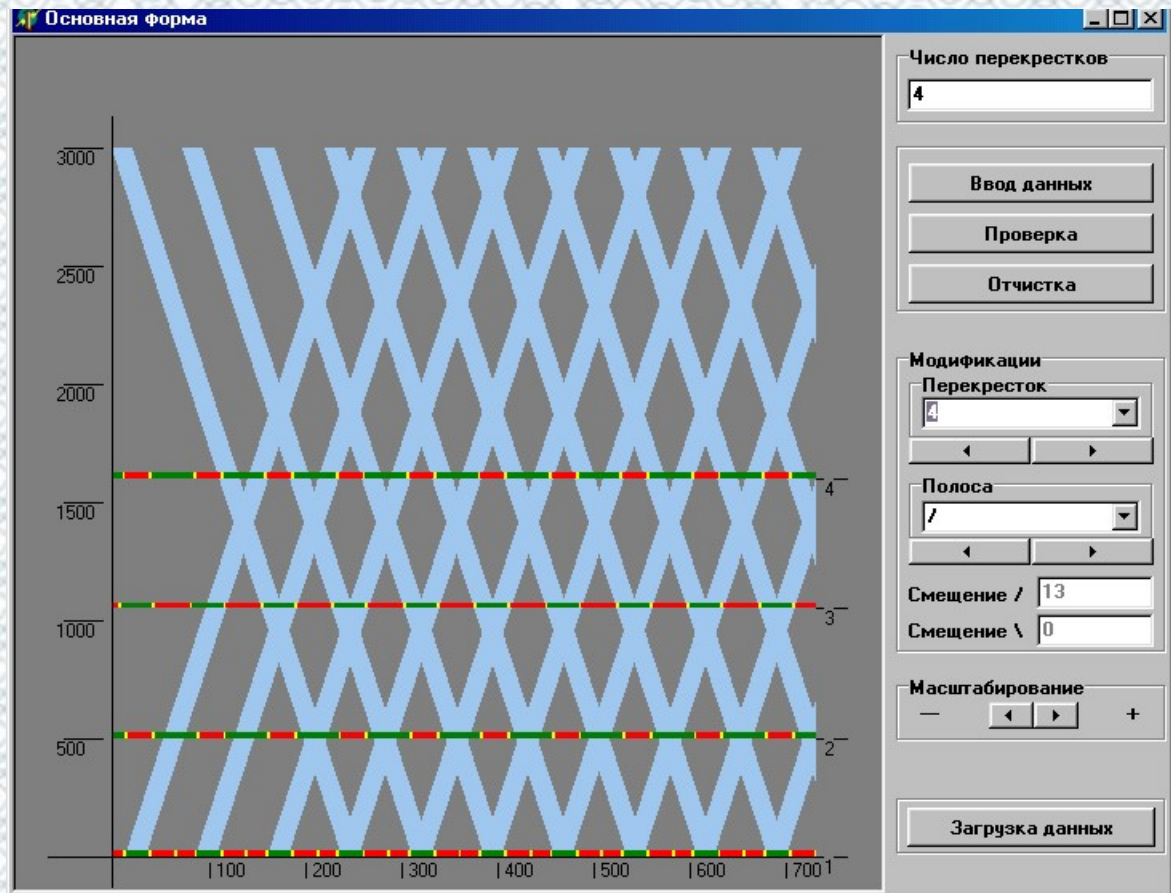 Основная форма
3000
2500
2000
1500
1000
500
4
3
2
|100 |200 |300 |400 |500 |600 |700 1
Число перекрестков
4
Ввод данных
Проверка
Отчистка
Модификации
Перекресток
4
Полоса
/
Смещение / 13
Смещение \ 0
Масштабирование
— +
Загрузка данных